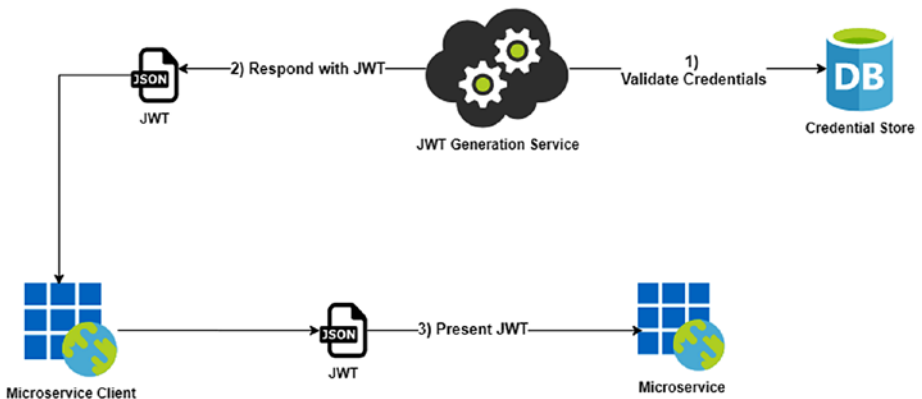 1)
2) Respond with JWT
Validate Credentials
JSON
DB
JWT
Credential Store
JWT Generation Service
JSON
3) Present JWT
JWT
Microservice Client
Microservice